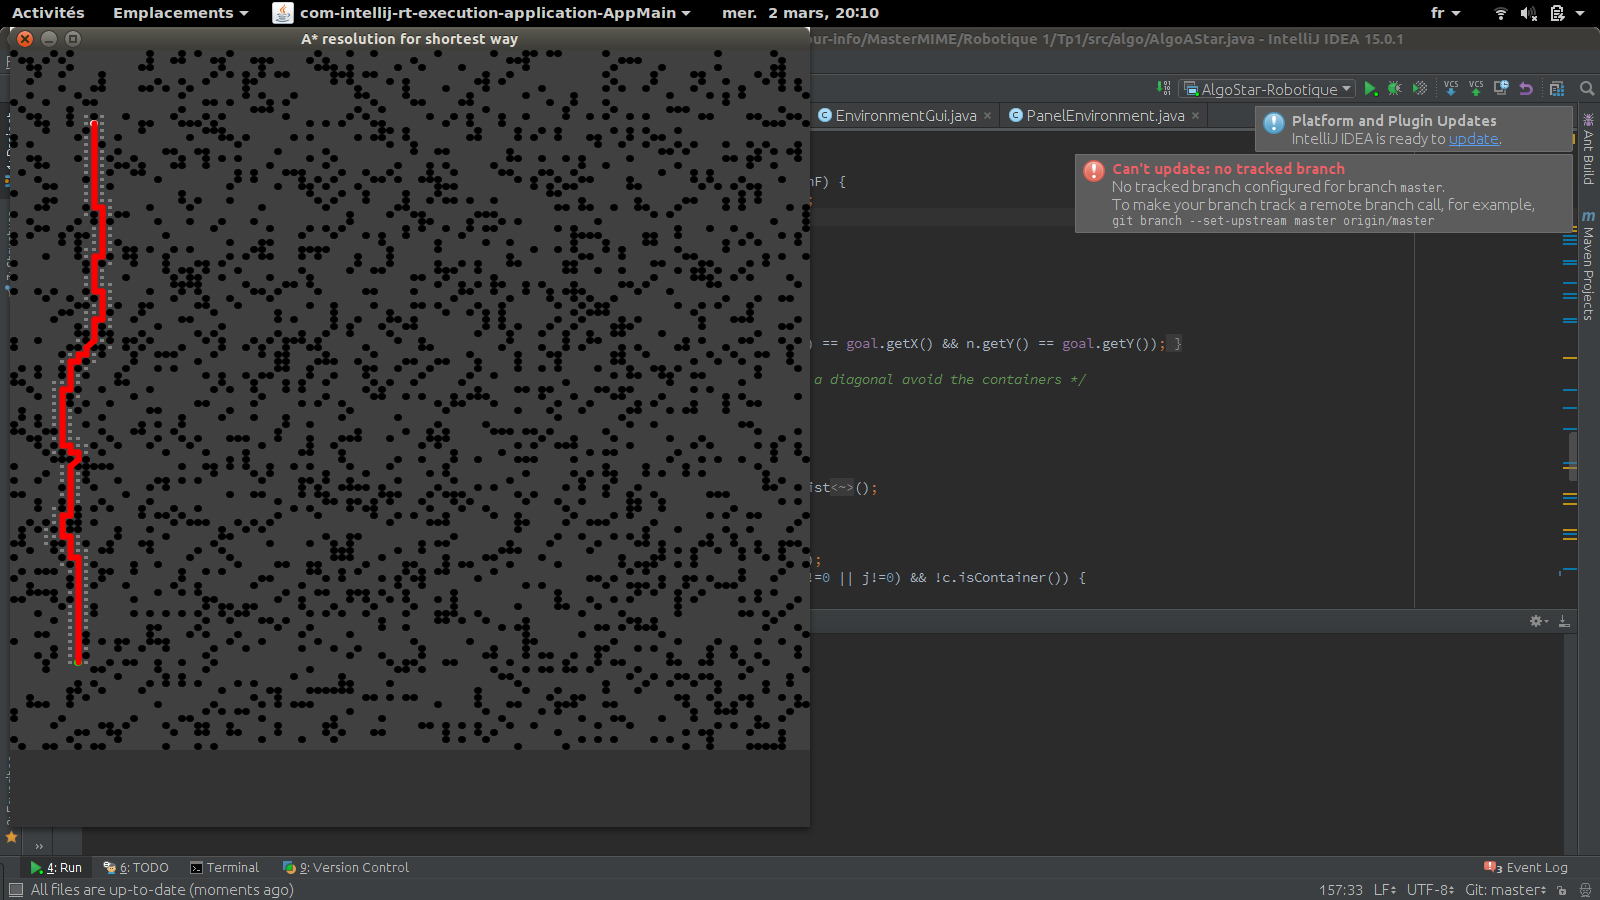 Activités Emplacements com-intellij-rt-execution-application-AppMain mer. 2 mars, 20:10 fr
A* resolution for shortest way
ur-info/MasterMIME/Robotique 1/Tp1/src/algo/AlgoAStar.java - IntelliJ IDEA 15.0.1
AlgoStar-Robotique VCS VCS
EnvironmentGui.java × PanelEnvironment.java ×
Platform and Plugin Updates
IntelliJ IDEA is ready to update.
Can't update: no tracked branch
No tracked branch configured for branch master.
To make your branch track a remote branch call, for example,
git branch --set-upstream master origin/master
nF) {
;
) == goal.getX() && n.getY() == goal.getY()); }
a diagonal avoid the containers */
ist<~>();
);
!=0 || j!=0) && !c.isContainer()) {
Ant Build
Maven Projects
»
4: Run 6: TODO Terminal 9: Version Control 3 Event Log
All files are up-to-date (moments ago) 157:33 LF UTF-8 Git: master